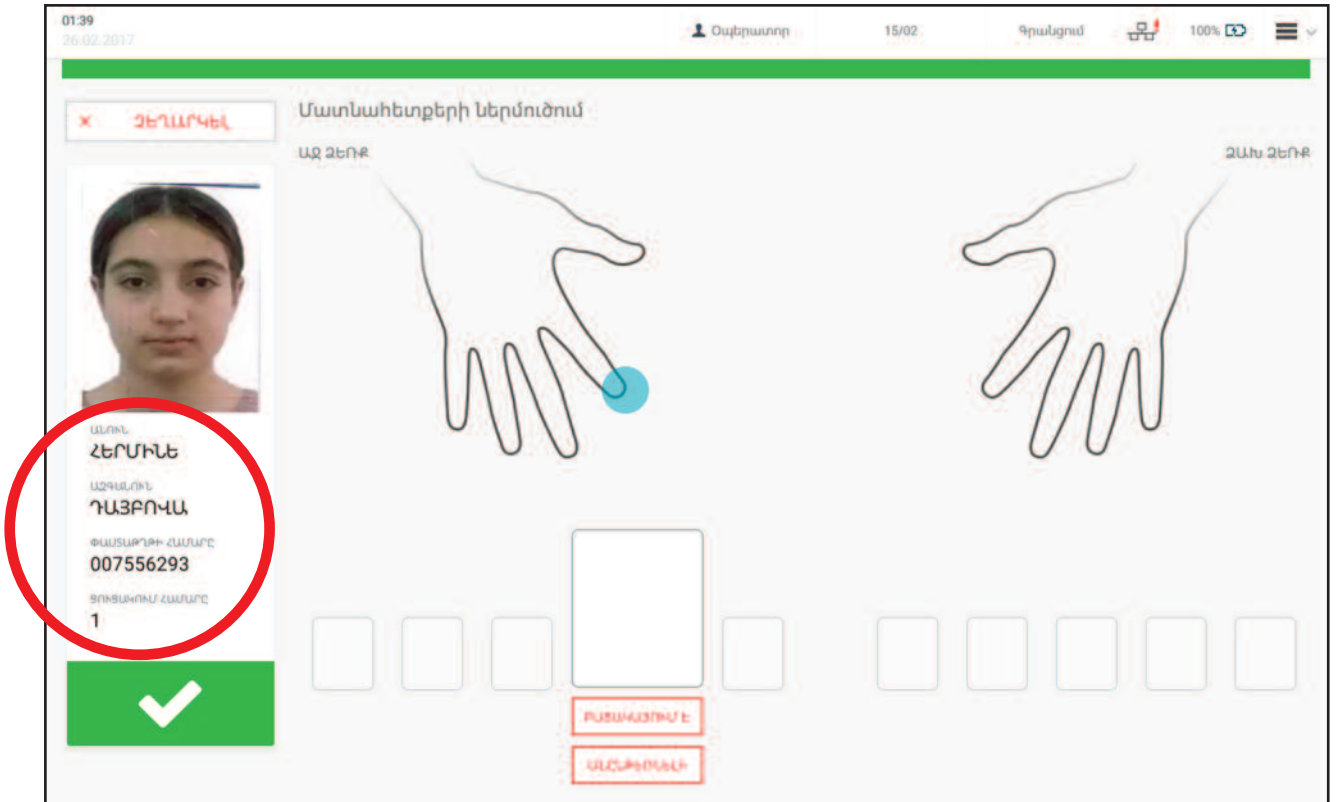 01:39
26.02.2017
Օպերատոր
15/02
Գրանցում
100%
× ՉԵՂԱՐԿԵԼ
Մատնահետքերի ներմուծում
ԱՋ ՁԵՌՔ
ՁԱԽ ՁԵՌՔ
ԱՆՈՒՆ
ՀԵՐՄԻՆԵ
ԱԶԳԱՆՈՒՆ
ԴԱՅԲՈՎԱ
ՓԱՍՏԱԹՂԹԻ ՀԱՄԱՐԸ
007556293
ՑՈՒՑԱԿՈՒՄ ՀԱՄԱՐԸ
1
ԲԱՑԱԿԱՅՈՒՄ Է
ԱՆԸՆԹԵՌՆԵԼԻ